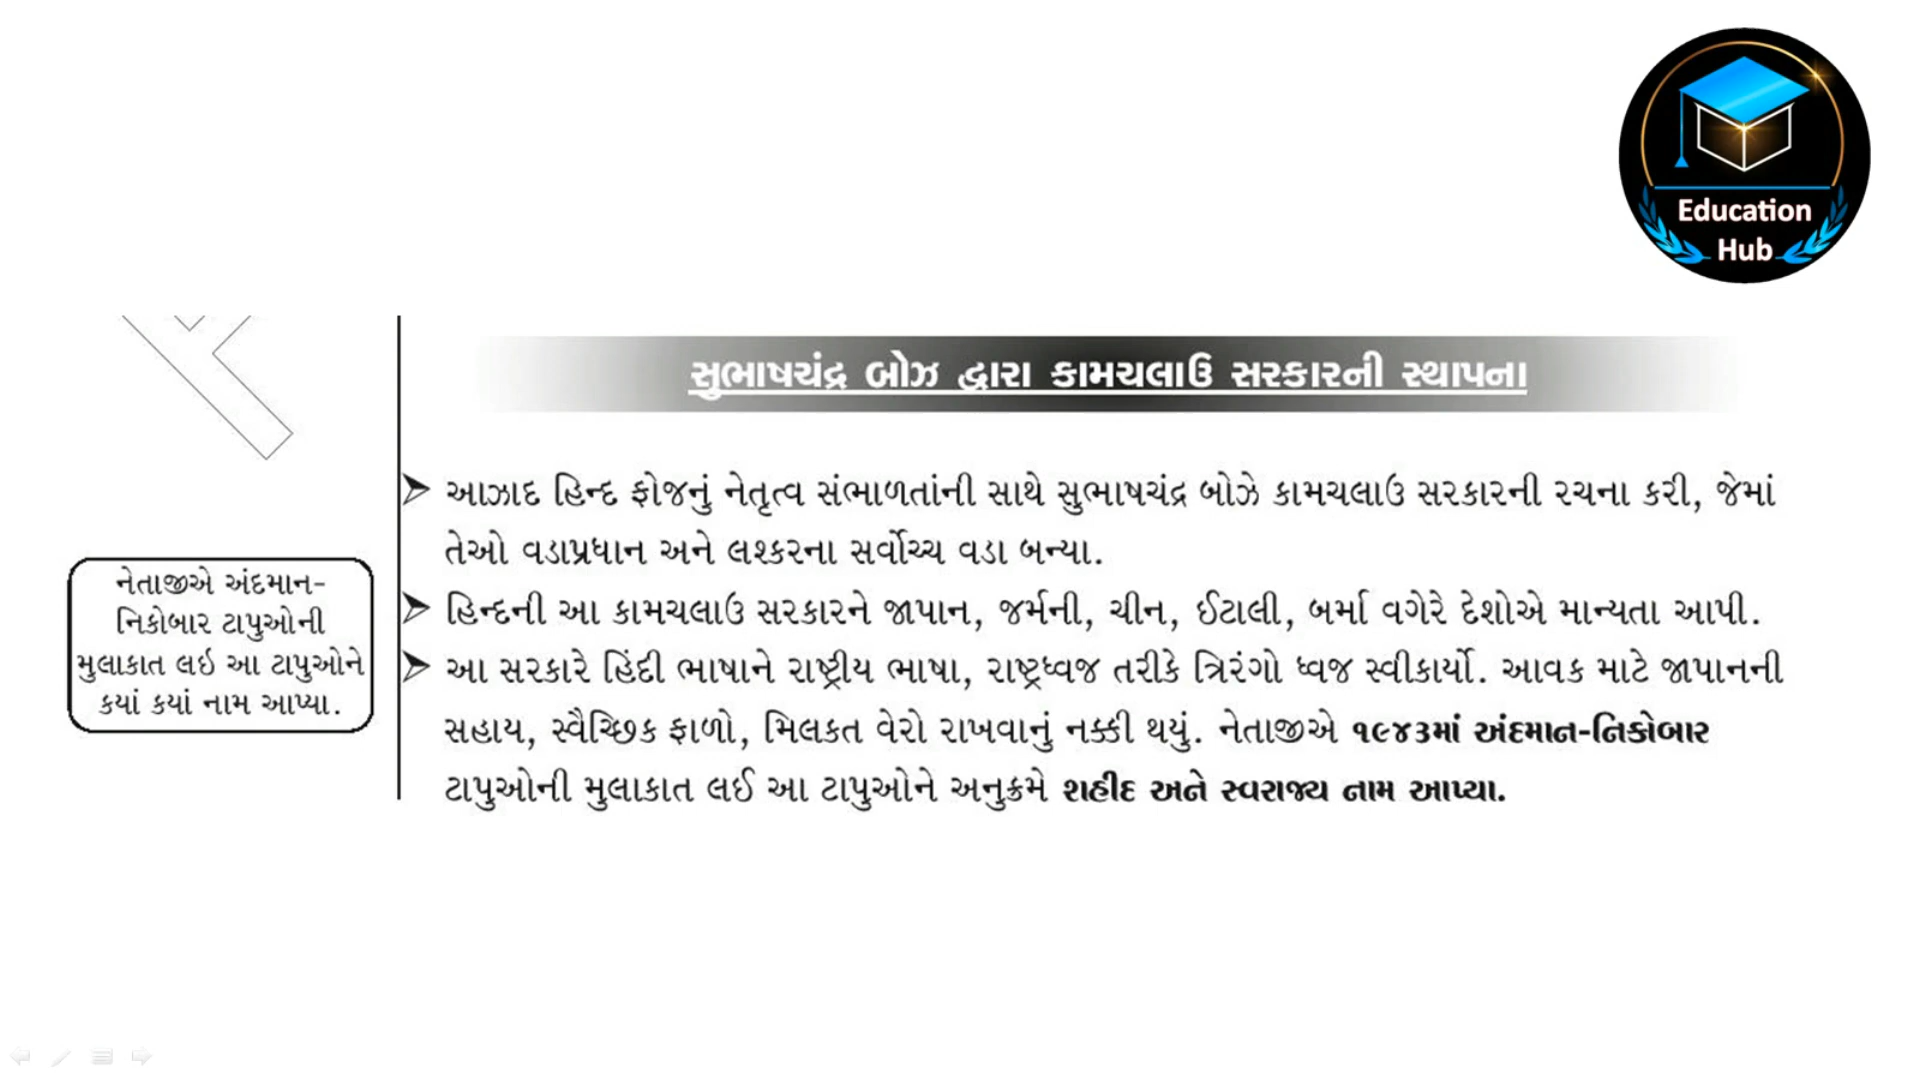 Education
Hub
સુભાષચંદ્ર બોઝ દ્વારા કામચલાઉ સરકારની સ્થાપના
આઝાદ હિન્દ ફોજનું નેતૃત્વ સંભાળતાંની સાથે સુભાષચંદ્ર બોઝે કામચલાઉ સરકારની રચના કરી, જેમાં
તેઓ વડાપ્રધાન અને લશ્કરના સર્વોચ્ચ વડા બન્યા.
નેતાજીએ અંદમાન-
નિકોબાર ટાપુઓની
મુલાકાત લઇ આ ટાપુઓને
કયાં કયાં નામ આપ્યા.
હિન્દની આ કામચલાઉ સરકારને જાપાન, જર્મની, ચીન, ઈટાલી, બર્મા વગેરે દેશોએ માન્યતા આપી.
આ સરકારે હિંદી ભાષાને રાષ્ટ્રીય ભાષા, રાષ્ટ્રધ્વજ તરીકે ત્રિરંગો ધ્વજ સ્વીકાર્યો. આવક માટે જાપાનની
સહાય, સ્વૈચ્છિક ફાળો, મિલકત વેરો રાખવાનું નક્કી થયું. નેતાજીએ ૧૯૪૩માં અંદમાન-નિકોબાર
ટાપુઓની મુલાકાત લઈ આ ટાપુઓને અનુક્રમે શહીદ અને સ્વરાજ્ય નામ આપ્યા.